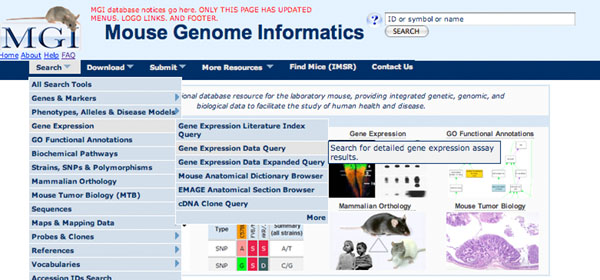 MGI database notices go here. ONLY THIS PAGE HAS UPDATED
MENUS. LOGO LINKS. AND FOOTER.
MGI
Mouse Genome Informatics
?
ID or symbol or name
SEARCH
Home About Help FAQ
Search Download Submit More Resources Find Mice (IMSR) Contact Us
All Search Tools
Genes & Markers
Phenotypes, Alleles & Disease Models
Gene Expression
GO Functional Annotations
Biochemical Pathways
Strains, SNPs & Polymorphisms
Mammalian Orthology
Mouse Tumor Biology (MTB)
Sequences
Maps & Mapping Data
Probes & Clones
References
Vocabularies
Accession IDs Search
Gene Expression Literature Index
Query
Gene Expression Data Query
Gene Expression Data Expanded Query
Mouse Anatomical Dictionary Browser
EMAGE Anatomical Section Browser
cDNA Clone Query
More
Search for detailed gene expression assay
results.
ional database resource for the laboratory mouse, providing integrated genetic, genomic, and
biological data to facilitate the study of human health and disease.
Gene Expression
GO Functional Annotations
Mammalian Orthology
Mouse Tumor Biology
Type
Summary
(all strains)
SNP A S S A/T
SNP G S D C/G